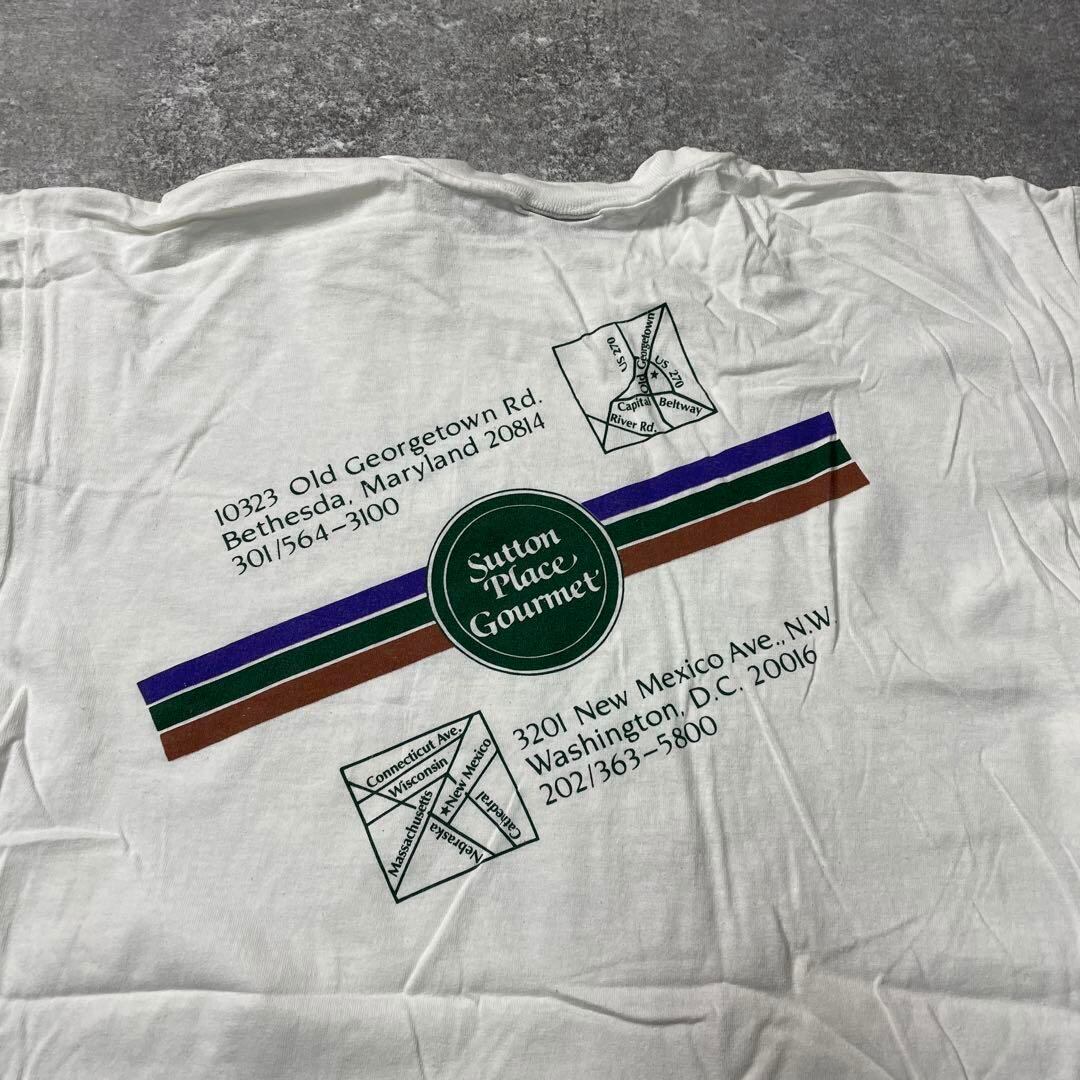 US 270
Old Georgetown
US 270
Capital Beltway
River Rd.
10323 Old Georgetown Rd.
Bethesda, Maryland 20814
301/564-3100
Sutton
Place
Gourmet
3201 New Mexico Ave., N.W
Washington, D.C. 20016
202/363-5800
Connecticut Ave.
Wisconsin
Massachusetts
★New Mexico
Nebraska
Cathedral